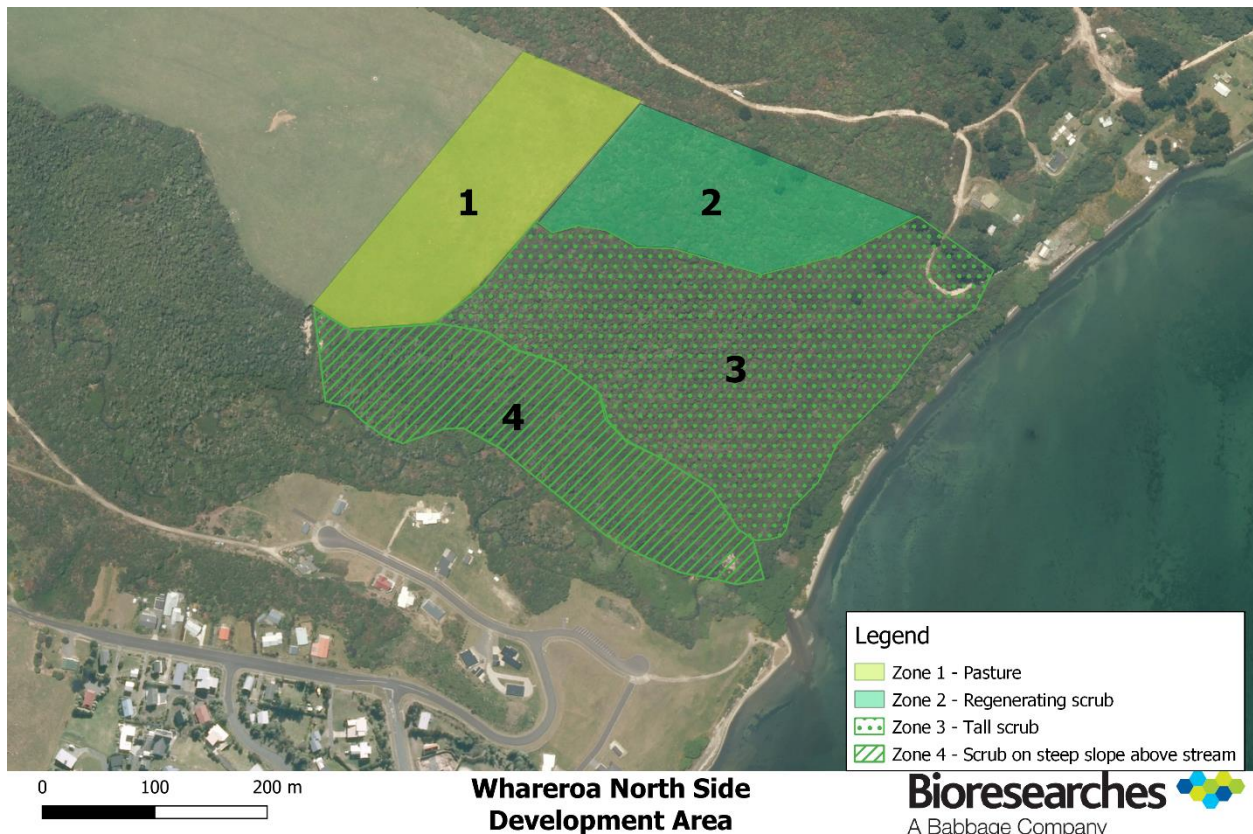 1
2
3
4
Legend
Zone 1 - Pasture
Zone 2 - Regenerating scrub
Zone 3 - Tall scrub
Zone 4 - Scrub on steep slope above stream
0 100 200 m
Whareroa North Side
Development Area
Bioresearches
A Babbage Company